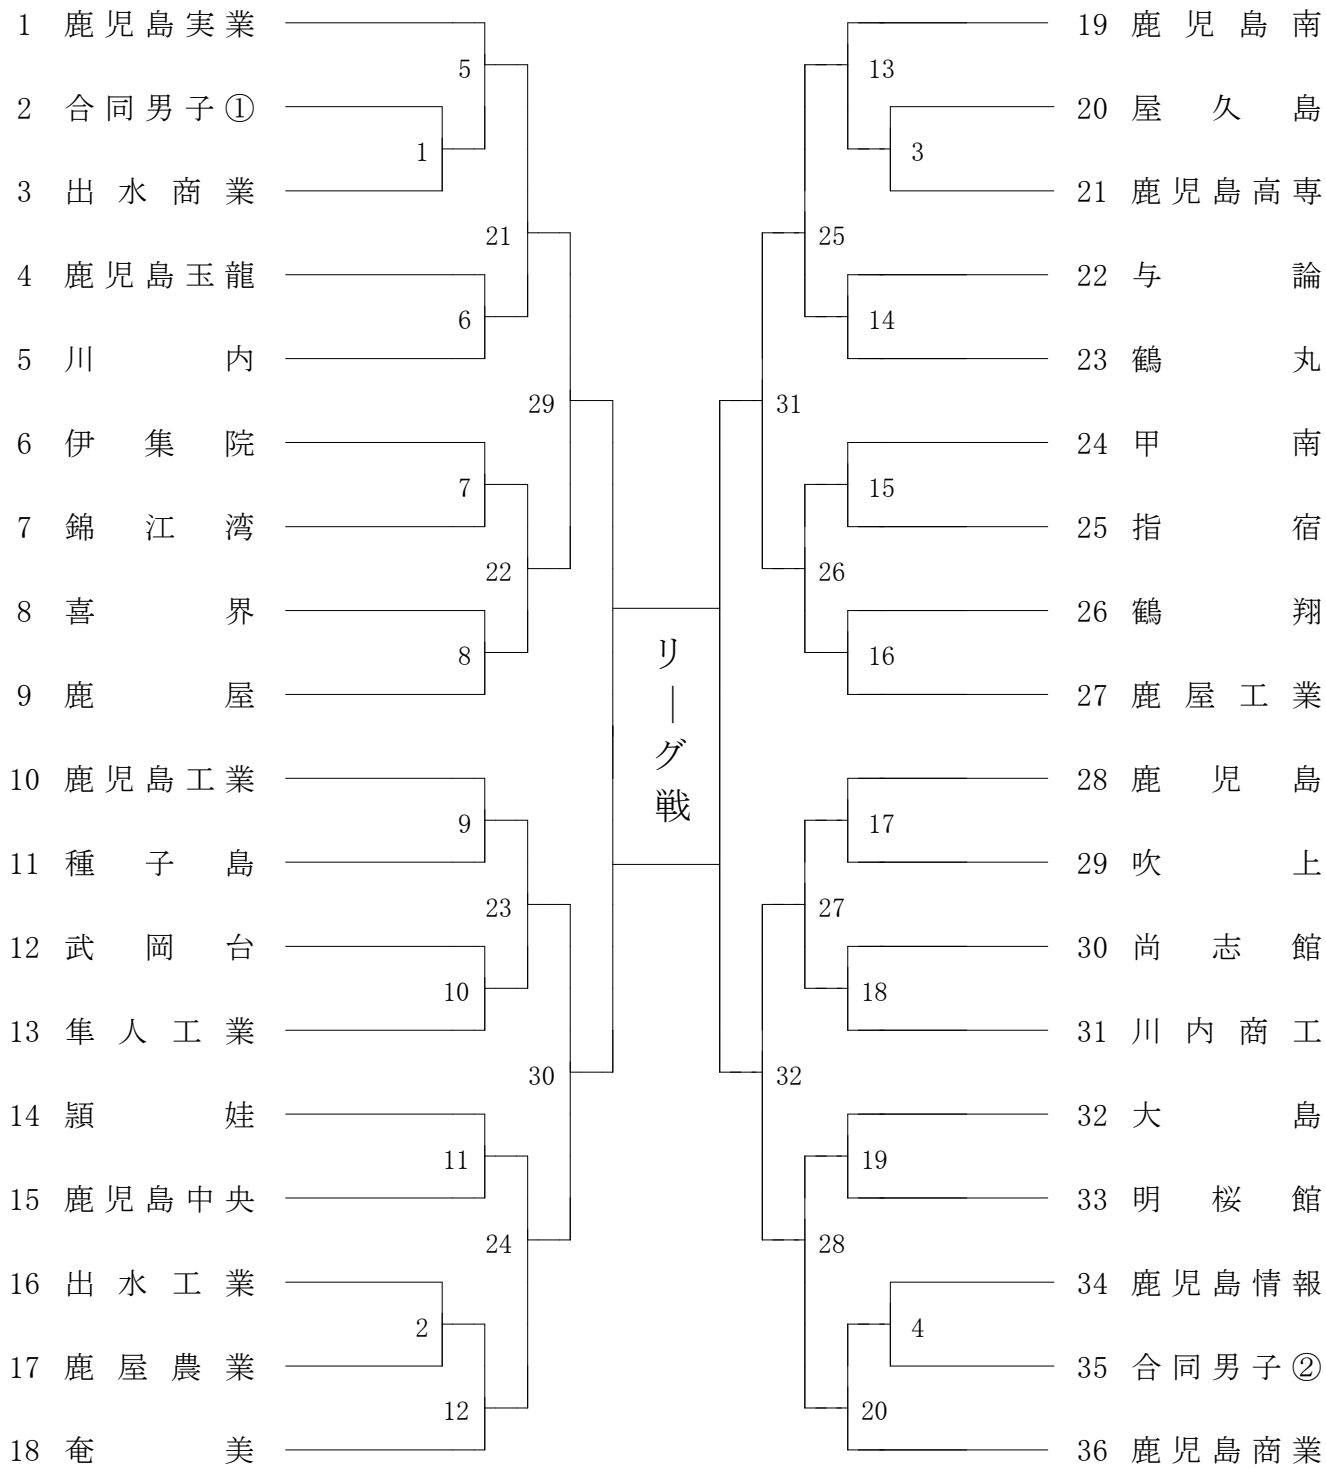 1 鹿児島実業
5
2 合同男子①
1
3 出水商業
21
4 鹿児島玉龍
6
5 川内
29
6 伊集院
7
7 錦江湾
22
8 喜界
8
9 鹿屋
10 鹿児島工業
9
11 種子島
23
12 武岡台
10
13 隼人工業
30
14 頴娃
11
15 鹿児島中央
24
16 出水工業
2
17 鹿屋農業
12
18 奄美
リーグ戦
19 鹿児島南
13
20 屋久島
3
21 鹿児島高専
25
22 与論
14
23 鶴丸
31
24 甲南
15
25 指宿
26
26 鶴翔
16
27 鹿屋工業
28 鹿児島
17
29 吹上
27
30 尚志館
18
31 川内商工
32
32 大島
19
33 明桜館
28
34 鹿児島情報
4
35 合同男子②
20
36 鹿児島商業